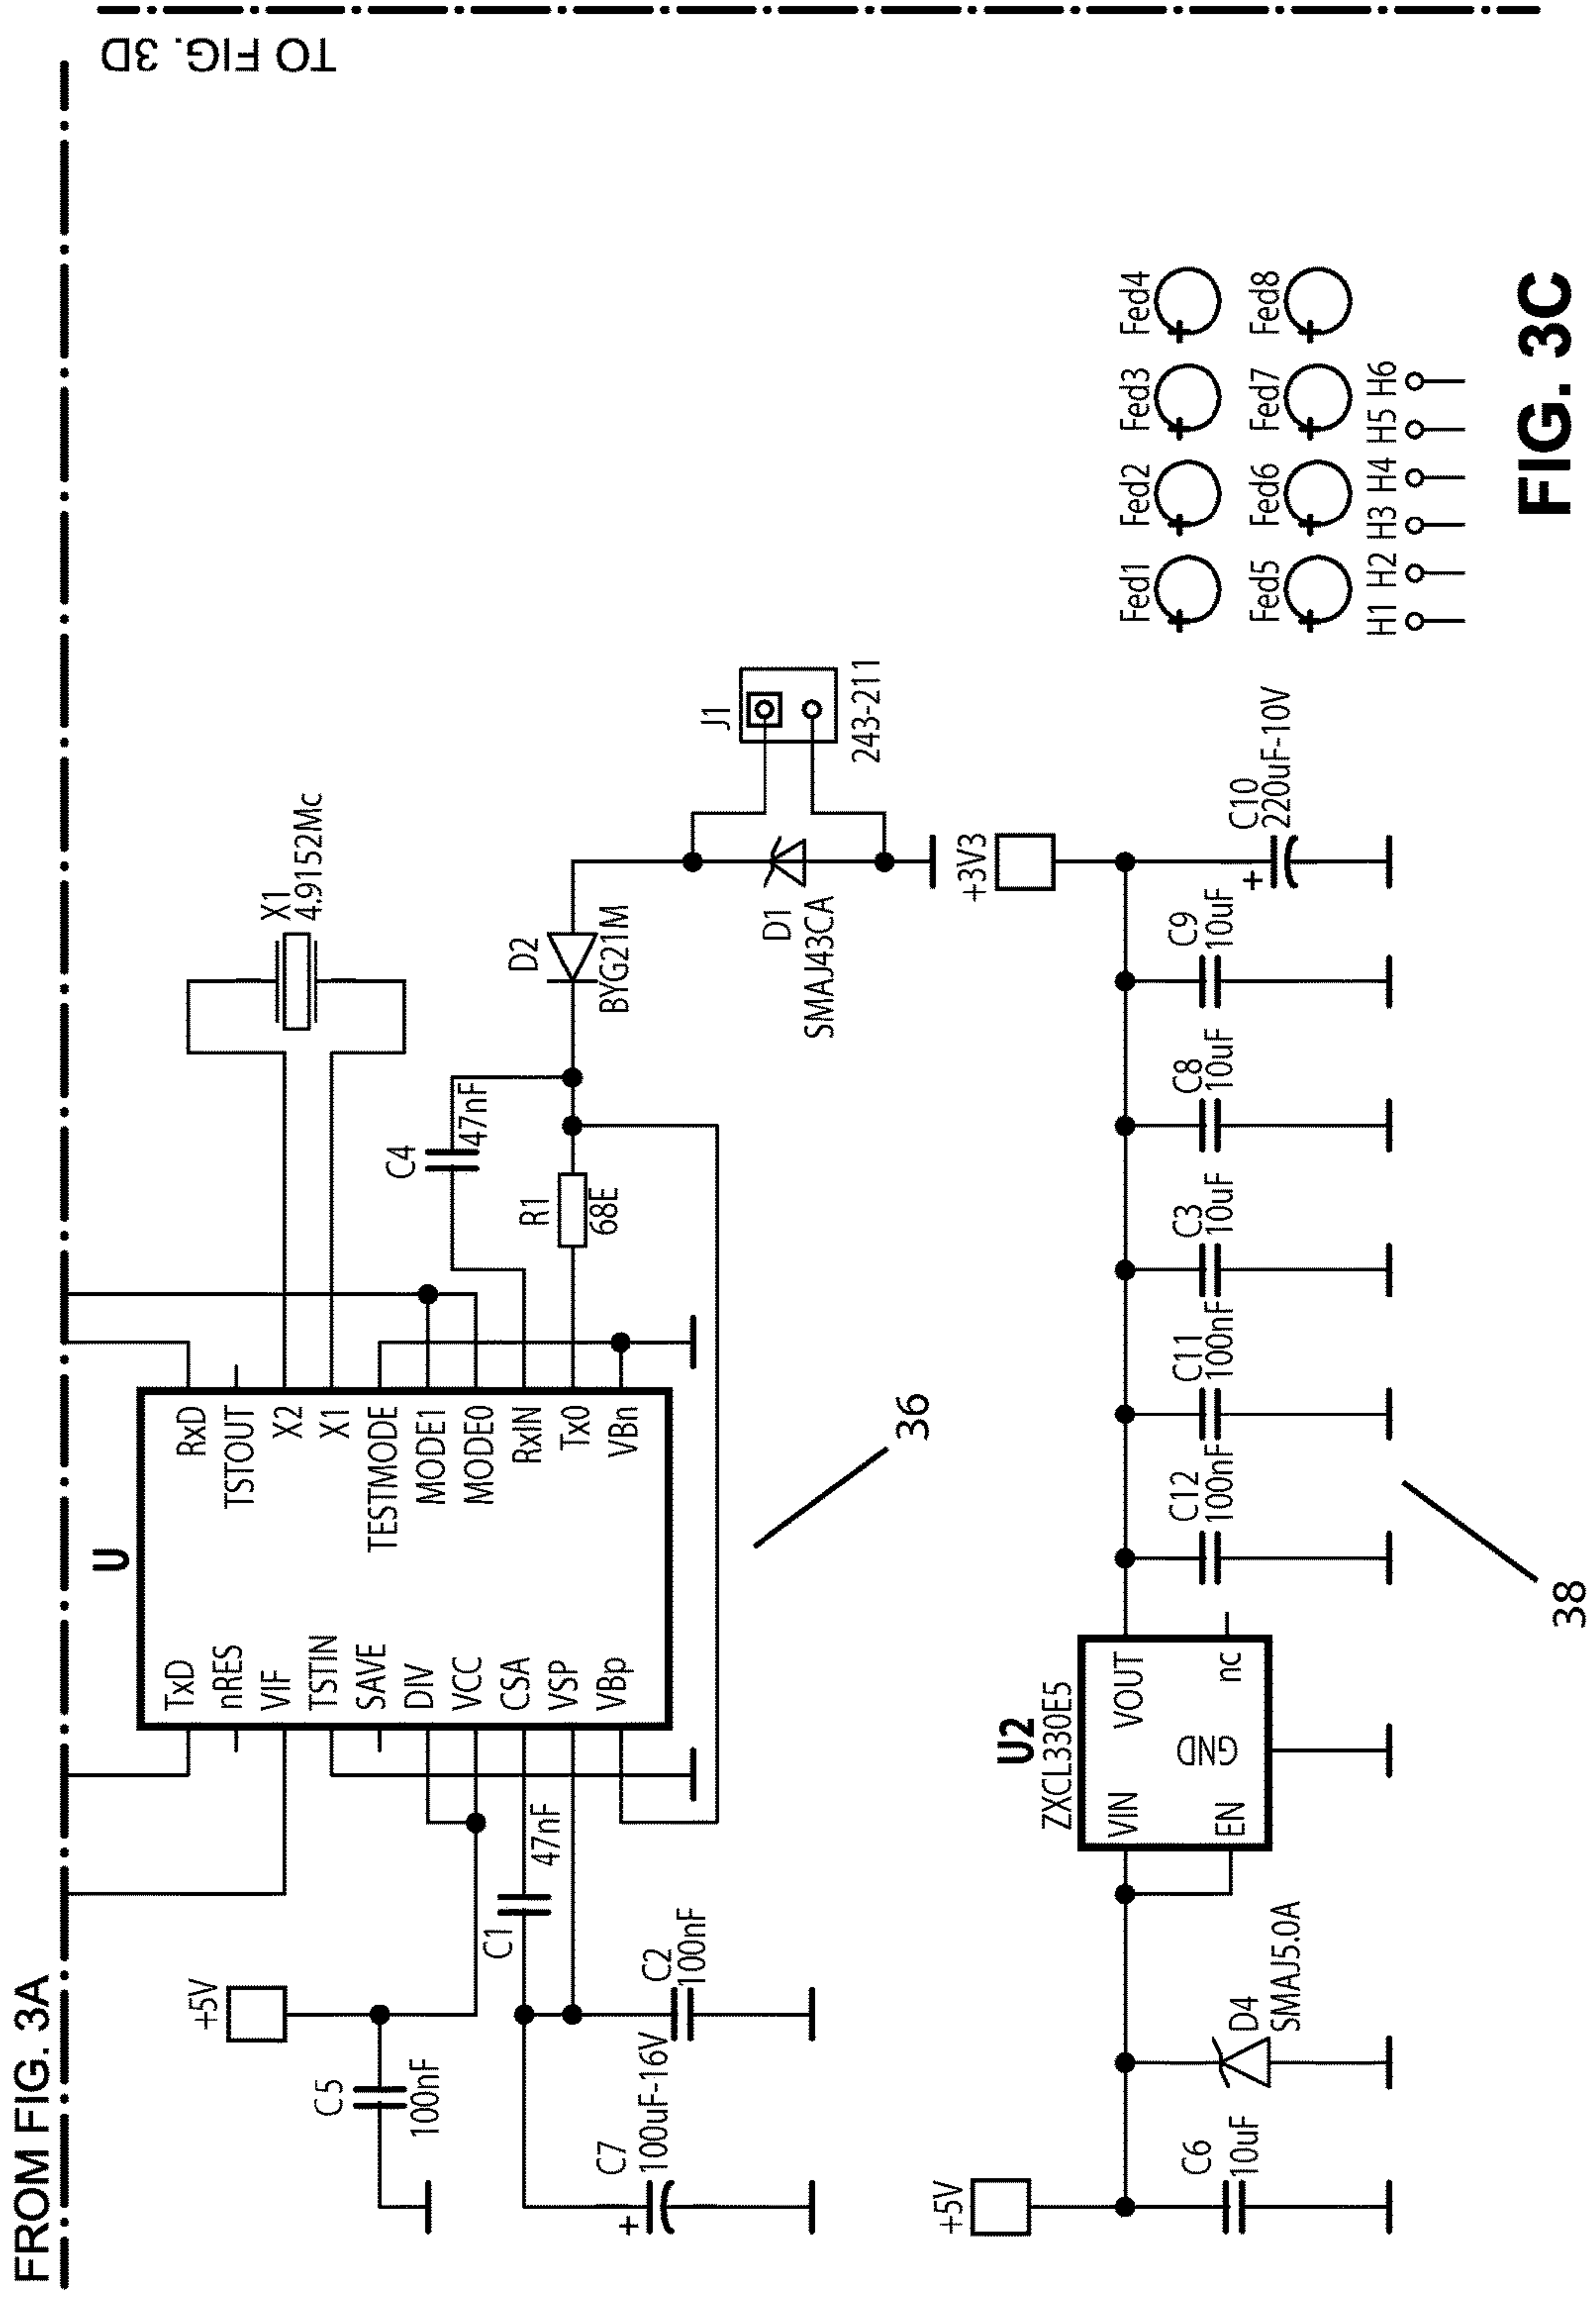 FROM FIG. 3A
TO FIG. 3D
U
TxD
nRES
VIF
TSTIN
SAVE
DIV
VCC
CSA
VSP
VBp
RxD
TSTOUT
X2
X1
TESTMODE
MODE1
MODE0
RxIN
Tx0
VBn
X1
4.9152Mc
+5V
C5
100nF
C1
47nF
C7
100uF-16V
C2
100nF
C4
47nF
R1
68E
D2
BYG21M
J1
243-211
D1
SMAJ43CA
36
+5V
C6
10uF
D4
SMAJ5.0A
U2
ZXCL330E5
VIN
EN
GND
VOUT
nc
C12
100nF
C11
100nF
C3
10uF
C8
10uF
C9
10uF
+3V3
C10
220uF-10V
+
+
38
Fed1 Fed2 Fed3 Fed4
Fed5 Fed6 Fed7 Fed8
H1 H2 H3 H4 H5 H6
FIG. 3C